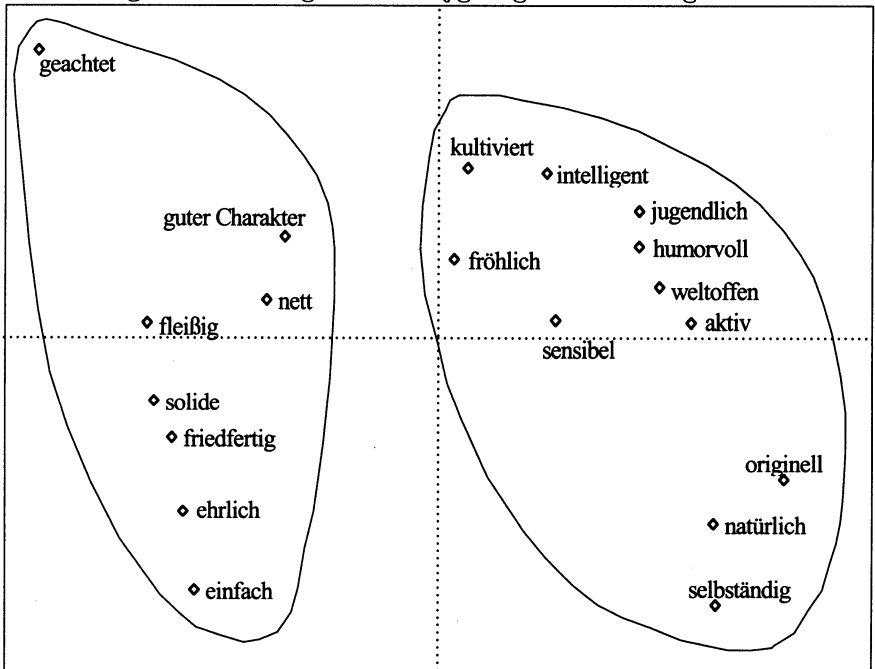 geachtet
kultiviert
intelligent
jugendlich
guter Charakter
humorvoll
fröhlich
weltoffen
nett
aktiv
fleißig
sensibel
solide
friedfertig
originell
ehrlich
natürlich
einfach
selbständig